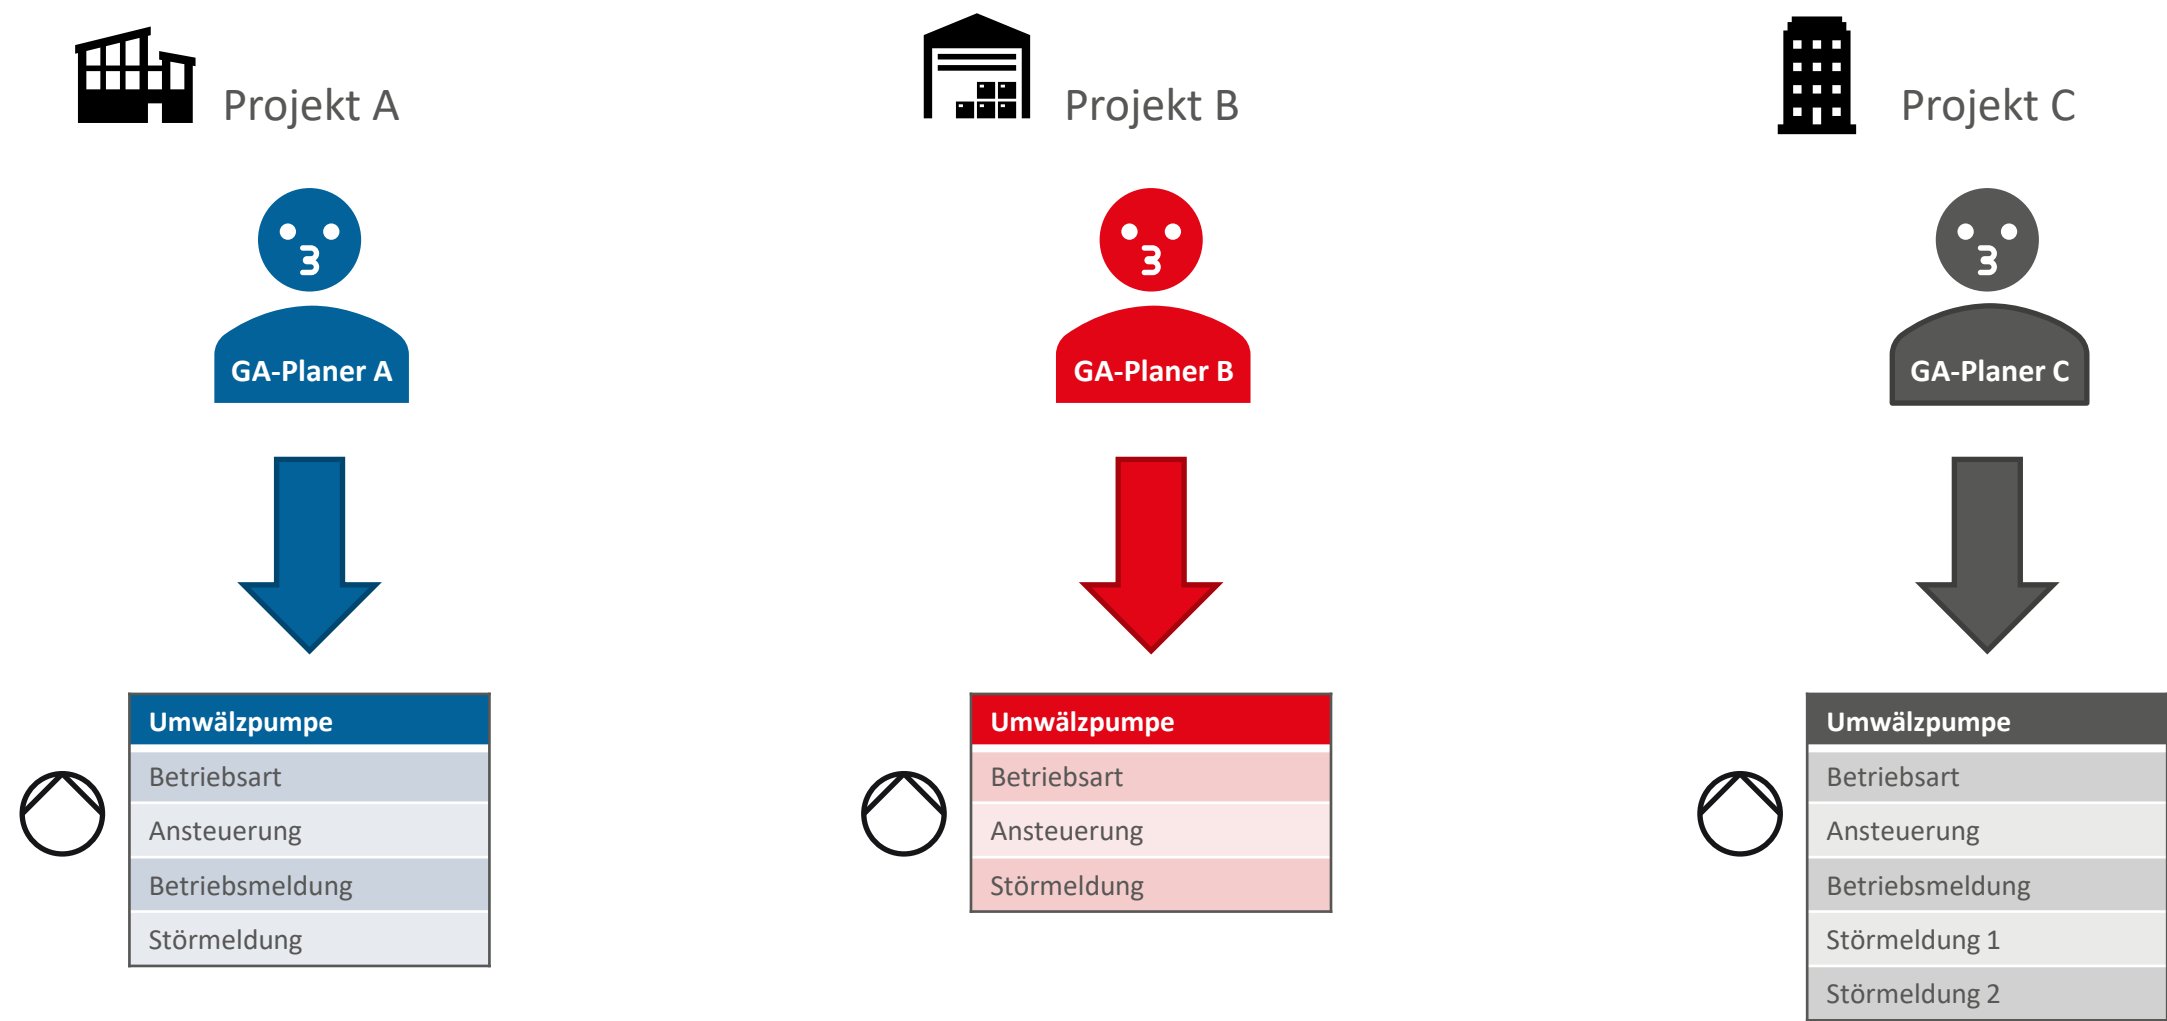 Projekt A
Projekt B
Projekt C
GA-Planer A
GA-Planer B
GA-Planer C
Umwälzpumpe
Betriebsart
Ansteuerung
Betriebsmeldung
Störmeldung
Umwälzpumpe
Betriebsart
Ansteuerung
Störmeldung
Umwälzpumpe
Betriebsart
Ansteuerung
Betriebsmeldung
Störmeldung 1
Störmeldung 2